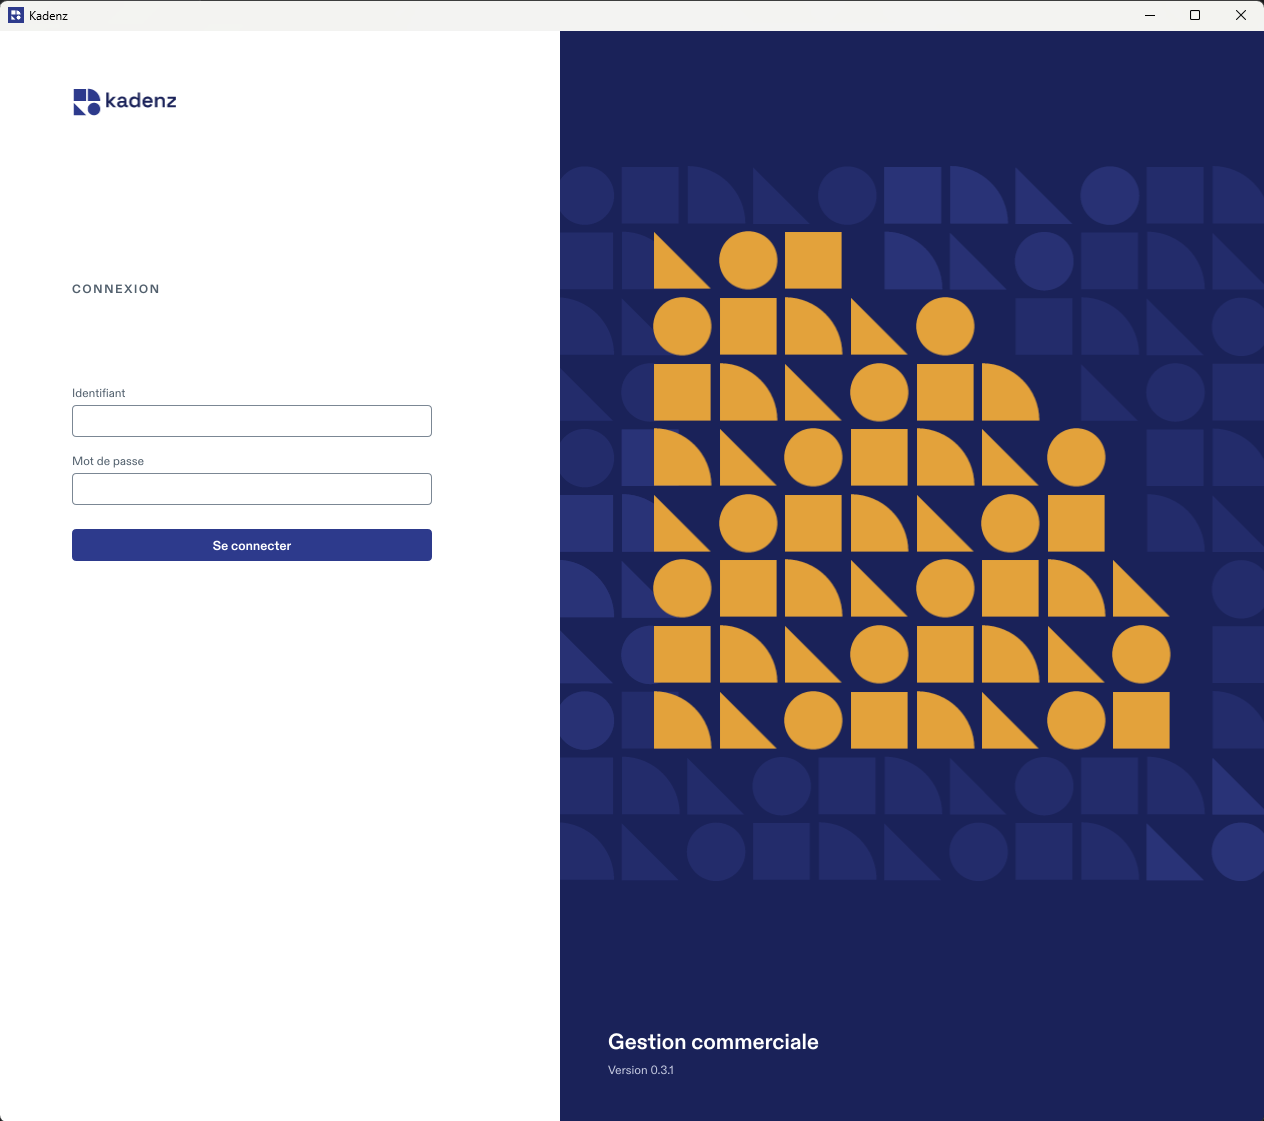 Kadenz
kadenz
CONNEXION
Identifiant
Mot de passe
Se connecter
Gestion commerciale
Version 0.3.1